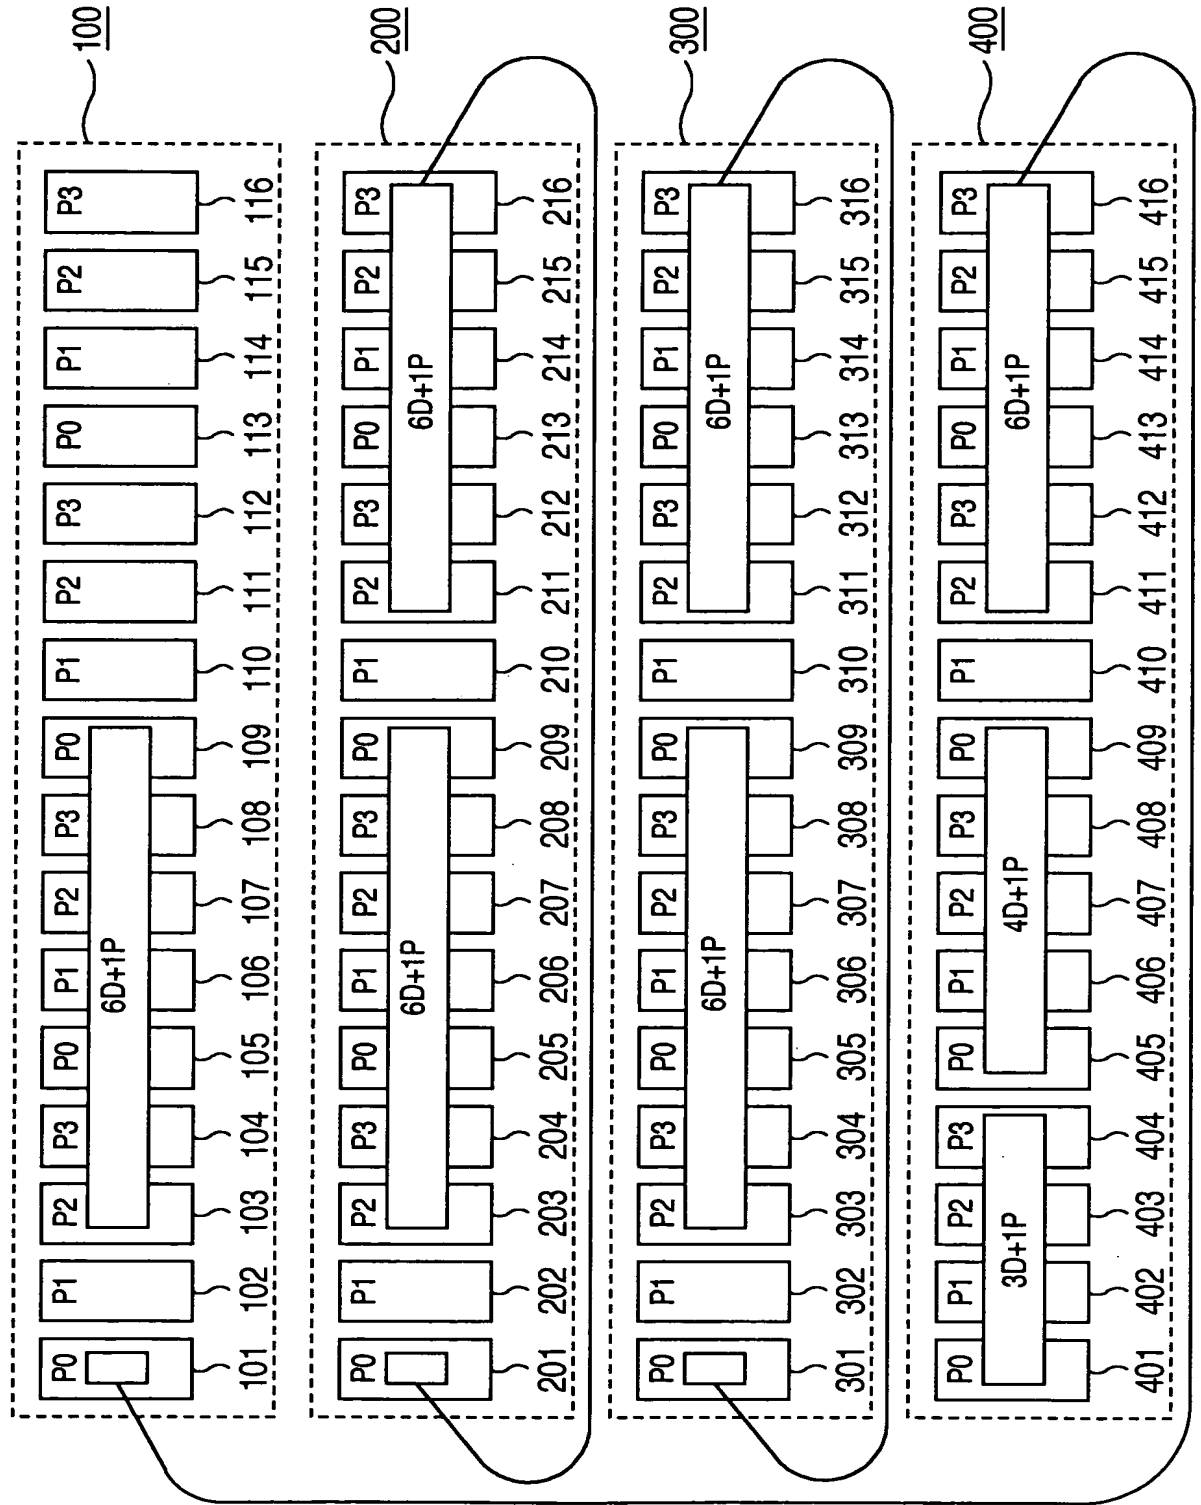 P0 P1 P2 P3 P0 P1 P2 P3 P0 P1 P2 P3 P0 P1 P2 P3 100
6D+1P
101 102 103 104 105 106 107 108 109 110 111 112 113 114 115 116
P0 P1 P2 P3 P0 P1 P2 P3 P0 P1 P2 P3 P0 P1 P2 P3 200
6D+1P 6D+1P
201 202 203 204 205 206 207 208 209 210 211 212 213 214 215 216
P0 P1 P2 P3 P0 P1 P2 P3 P0 P1 P2 P3 P0 P1 P2 P3 300
6D+1P 6D+1P
301 302 303 304 305 306 307 308 309 310 311 312 313 314 315 316
P0 P1 P2 P3 P0 P1 P2 P3 P0 P1 P2 P3 P0 P1 P2 P3 400
3D+1P 4D+1P 6D+1P
401 402 403 404 405 406 407 408 409 410 411 412 413 414 415 416